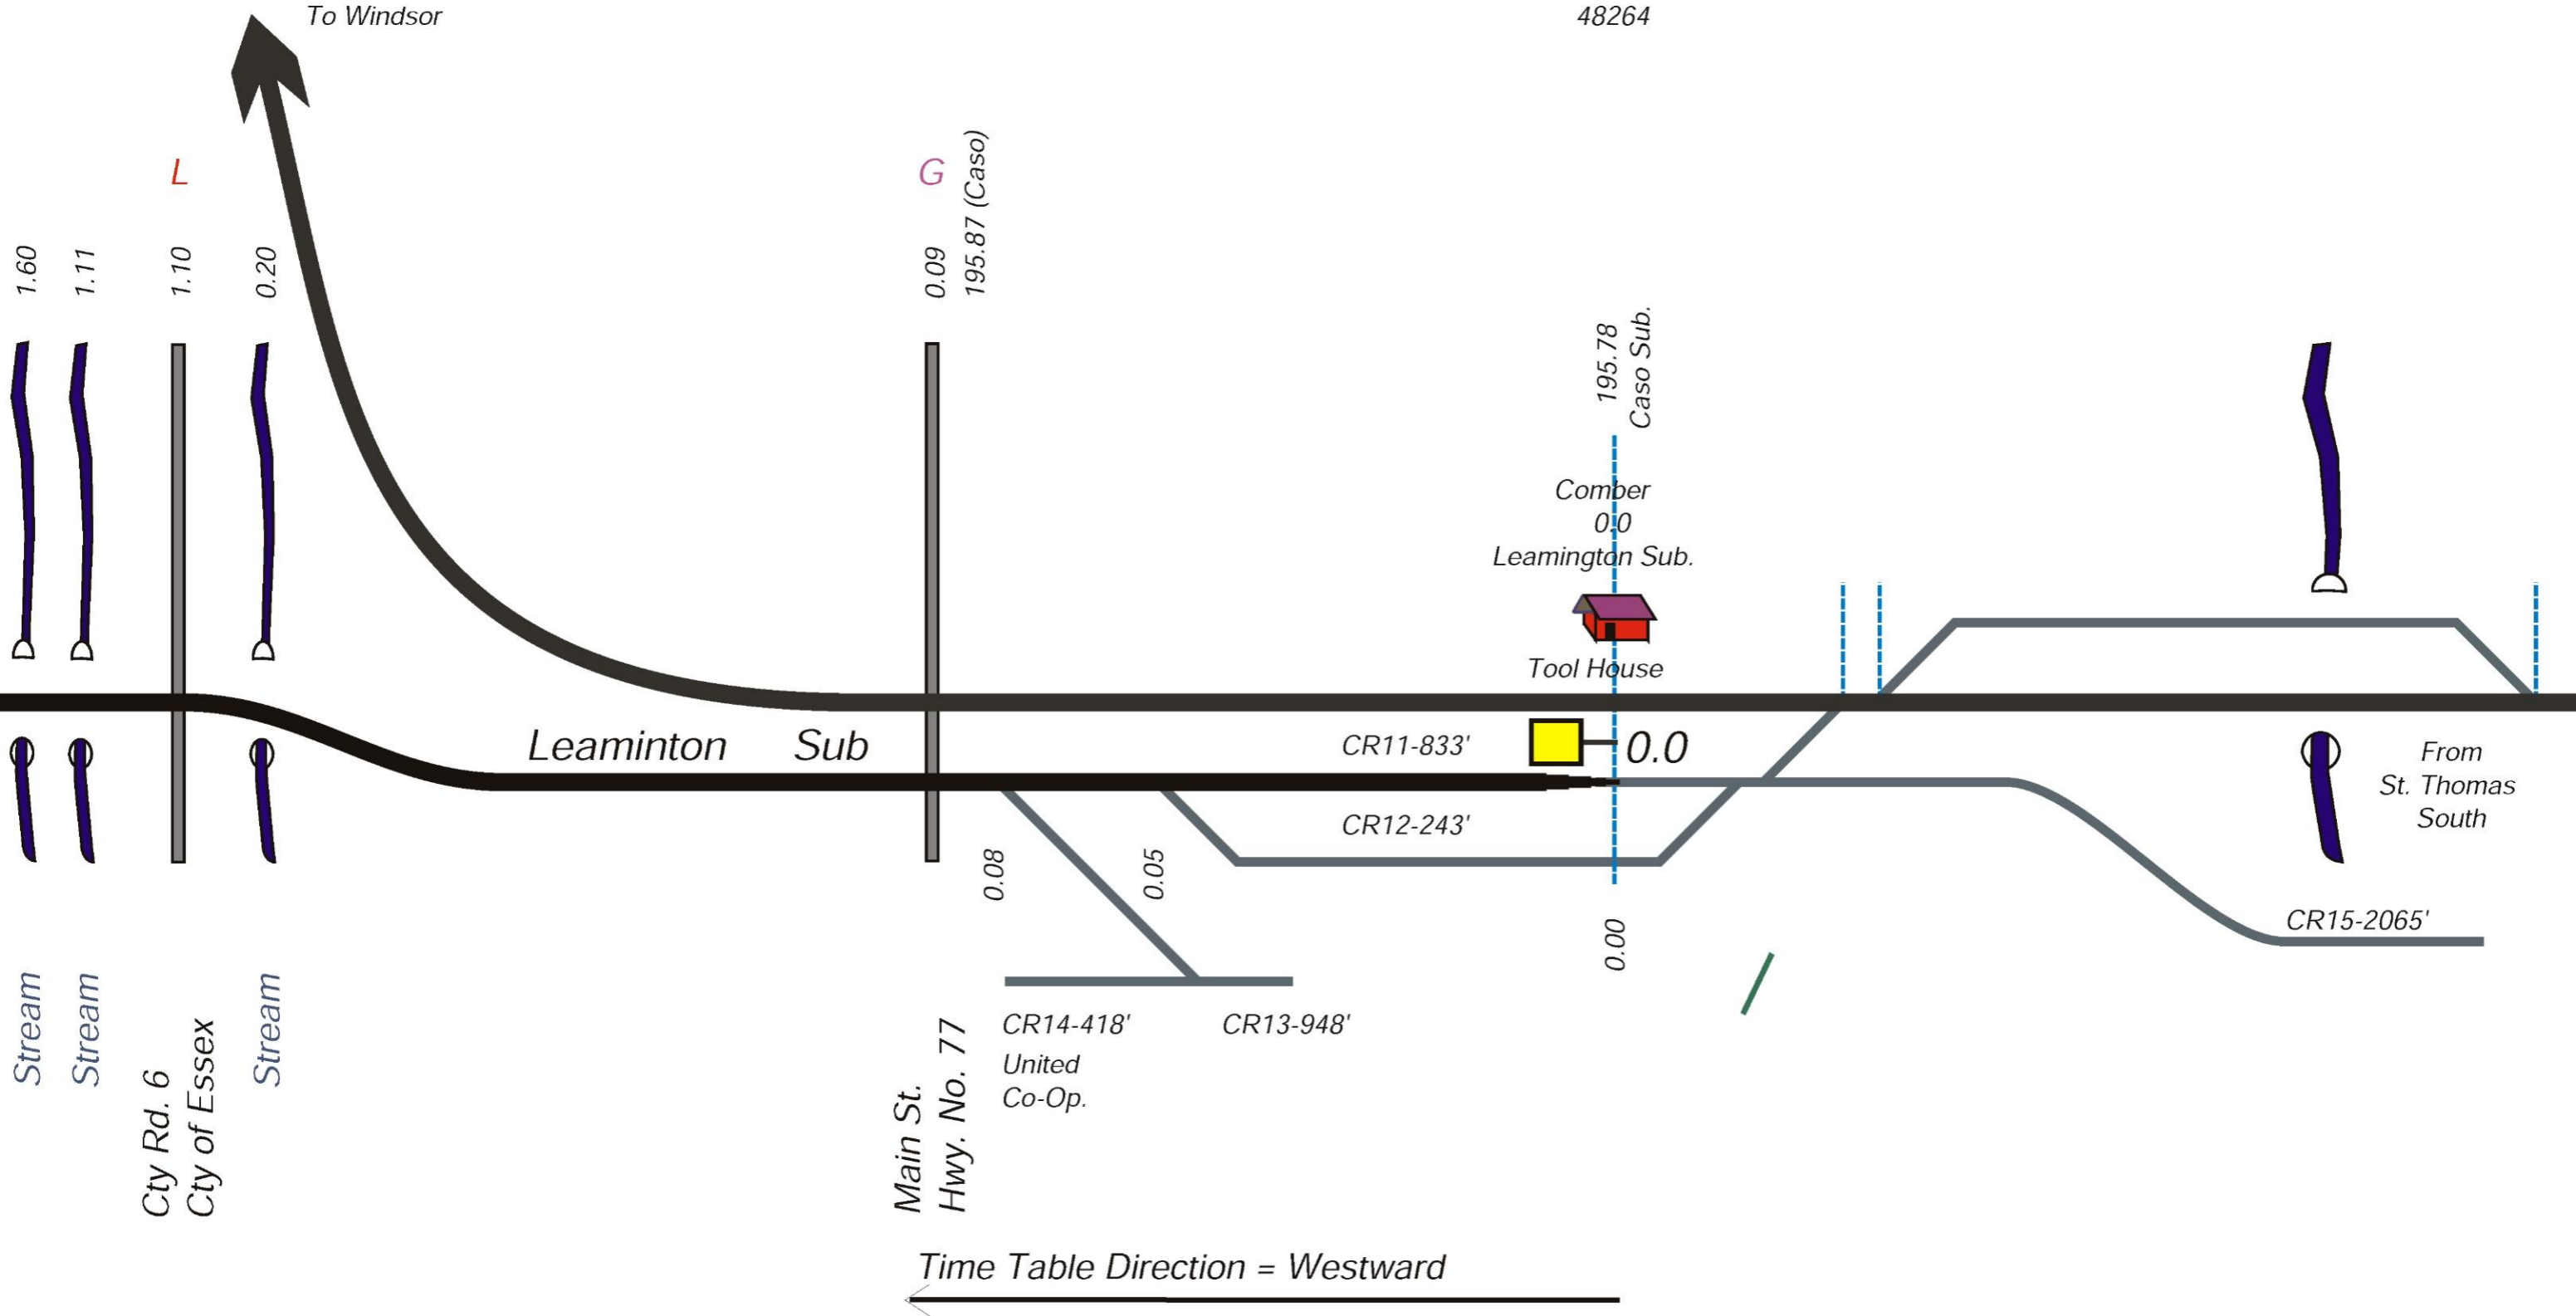 To Windsor
48264
L
G
1.60
1.11
1.10
0.20
0.09
195.87 (Caso)
195.78
Caso Sub.
Comber
0.0
Leamington Sub.
Tool House
Leaminton Sub
CR11-833'
0.0
CR12-243'
From
St. Thomas
South
0.08
0.05
0.00
CR15-2065'
Stream
Stream
Cty Rd. 6
Cty of Essex
Stream
Main St.
Hwy. No. 77
CR14-418'
United
Co-Op.
CR13-948'
Time Table Direction = Westward